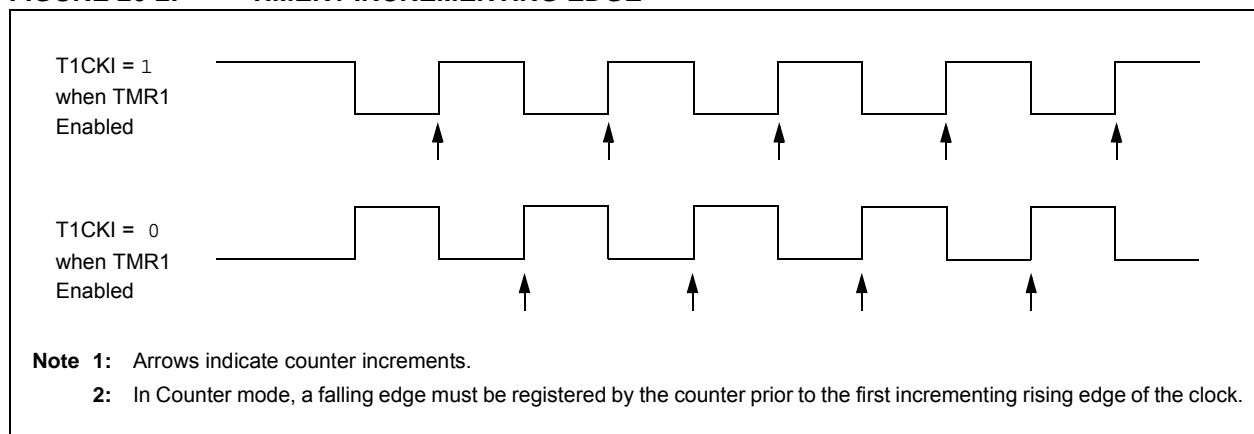 T1CKI = 1
when TMR1
Enabled
T1CKI = 0
when TMR1
Enabled
Note 1: Arrows indicate counter increments.
2: In Counter mode, a falling edge must be registered by the counter prior to the first incrementing rising edge of the clock.